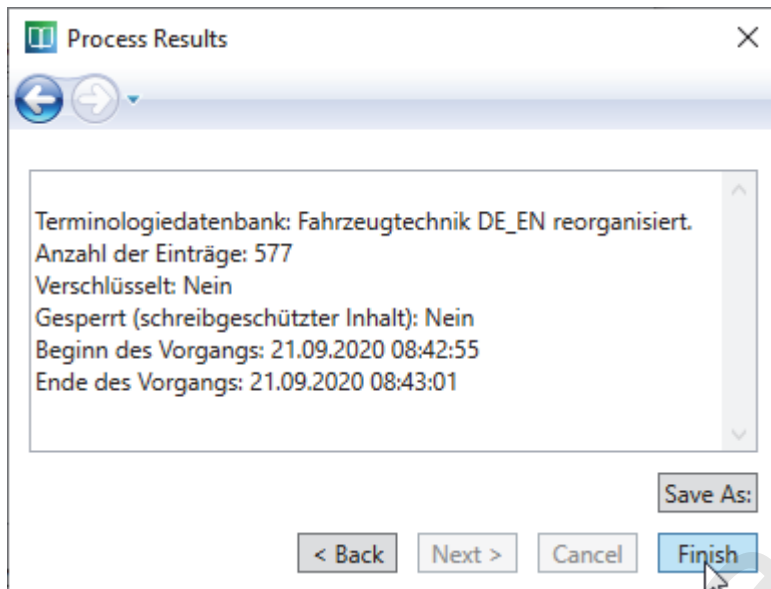 Process Results
Terminologiedatenbank: Fahrzeugtechnik DE_EN reorganisiert.
Anzahl der Einträge: 577
Verschlüsselt: Nein
Gesperrt (schreibgeschützter Inhalt): Nein
Beginn des Vorgangs: 21.09.2020 08:42:55
Ende des Vorgangs: 21.09.2020 08:43:01
Save As:
< Back Next > Cancel Finish